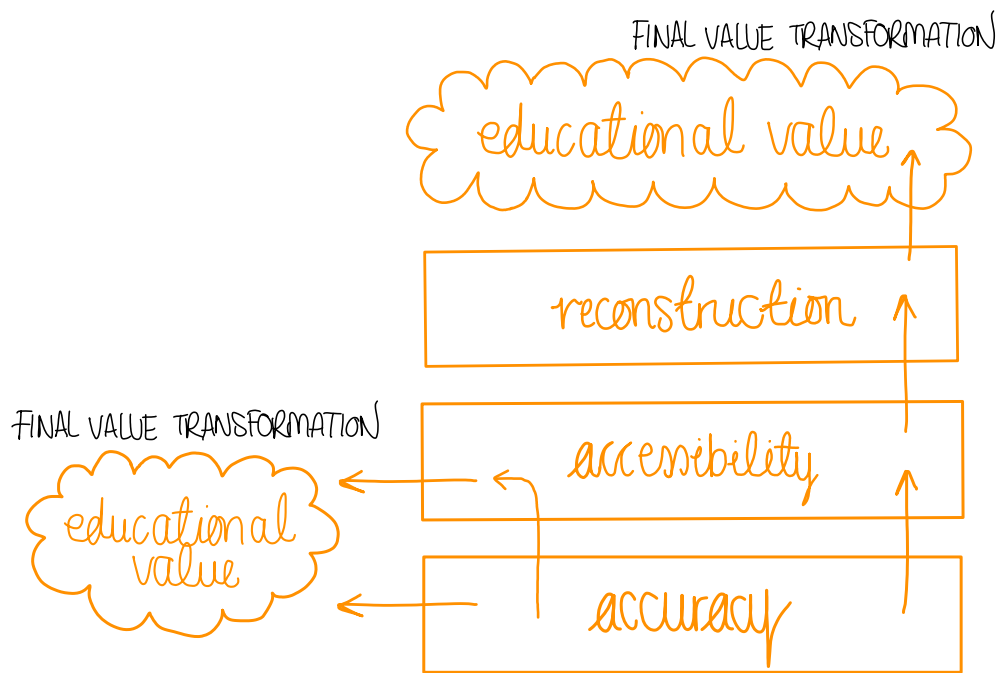 FINAL VALUE TRANSFORMATION
educational value
reconstruction
accessibility
accuracy
FINAL VALUE TRANSFORMATION
educational
value